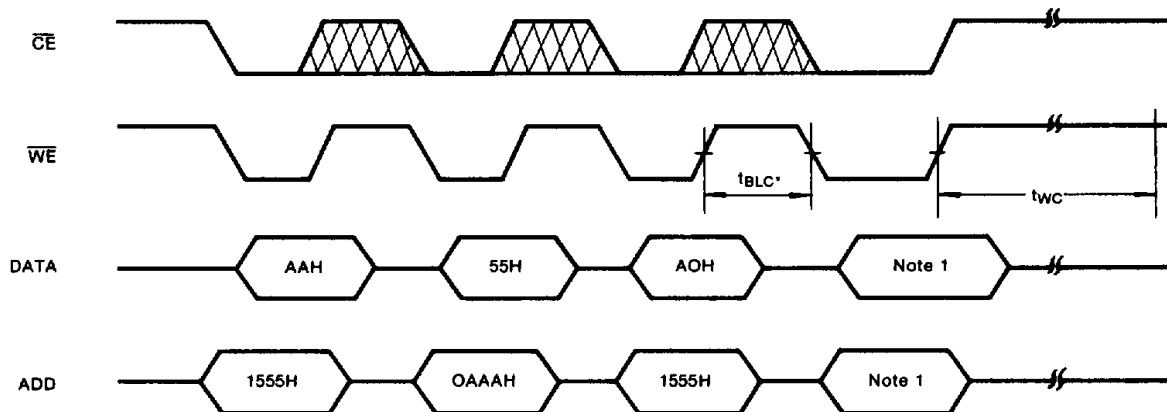 CE
WE
tBLC*
tWC
DATA AAH 55H AOH Note 1
ADD 1555H OAAAH 1555H Note 1